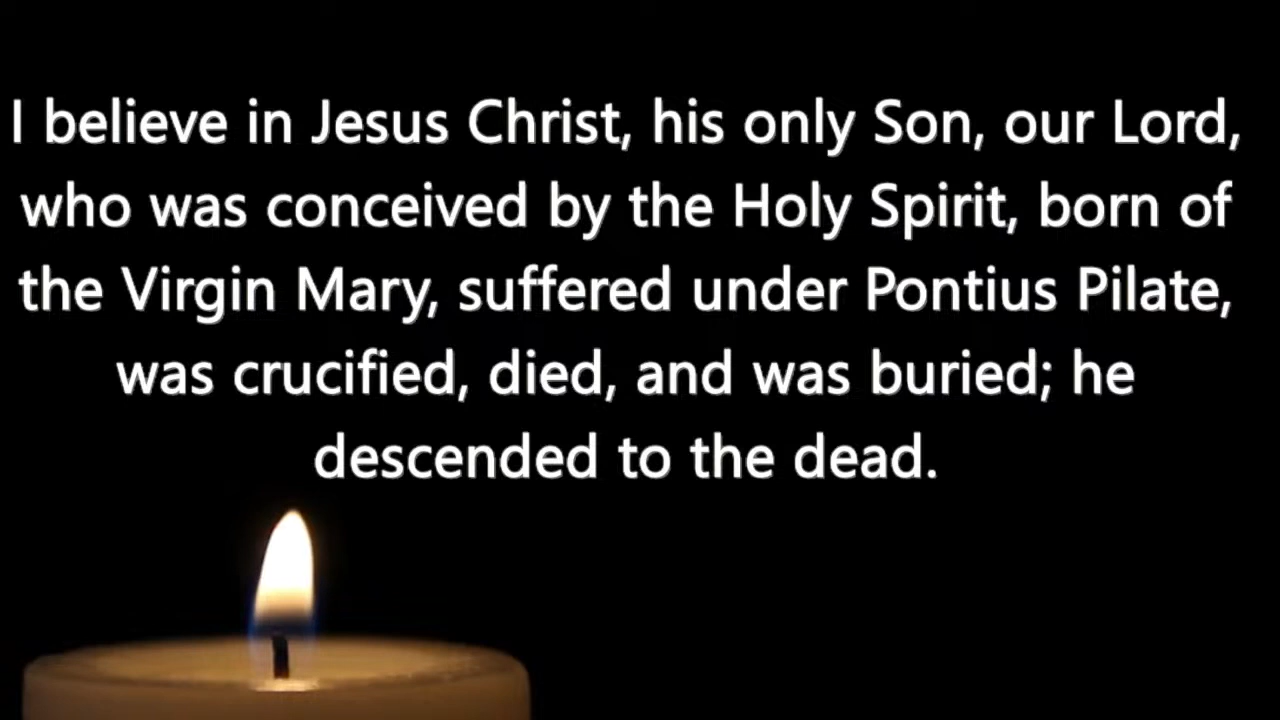 I believe in Jesus Christ, his only Son, our Lord,
who was conceived by the Holy Spirit, born of
the Virgin Mary, suffered under Pontius Pilate,
was crucified, died, and was buried; he
descended to the dead.